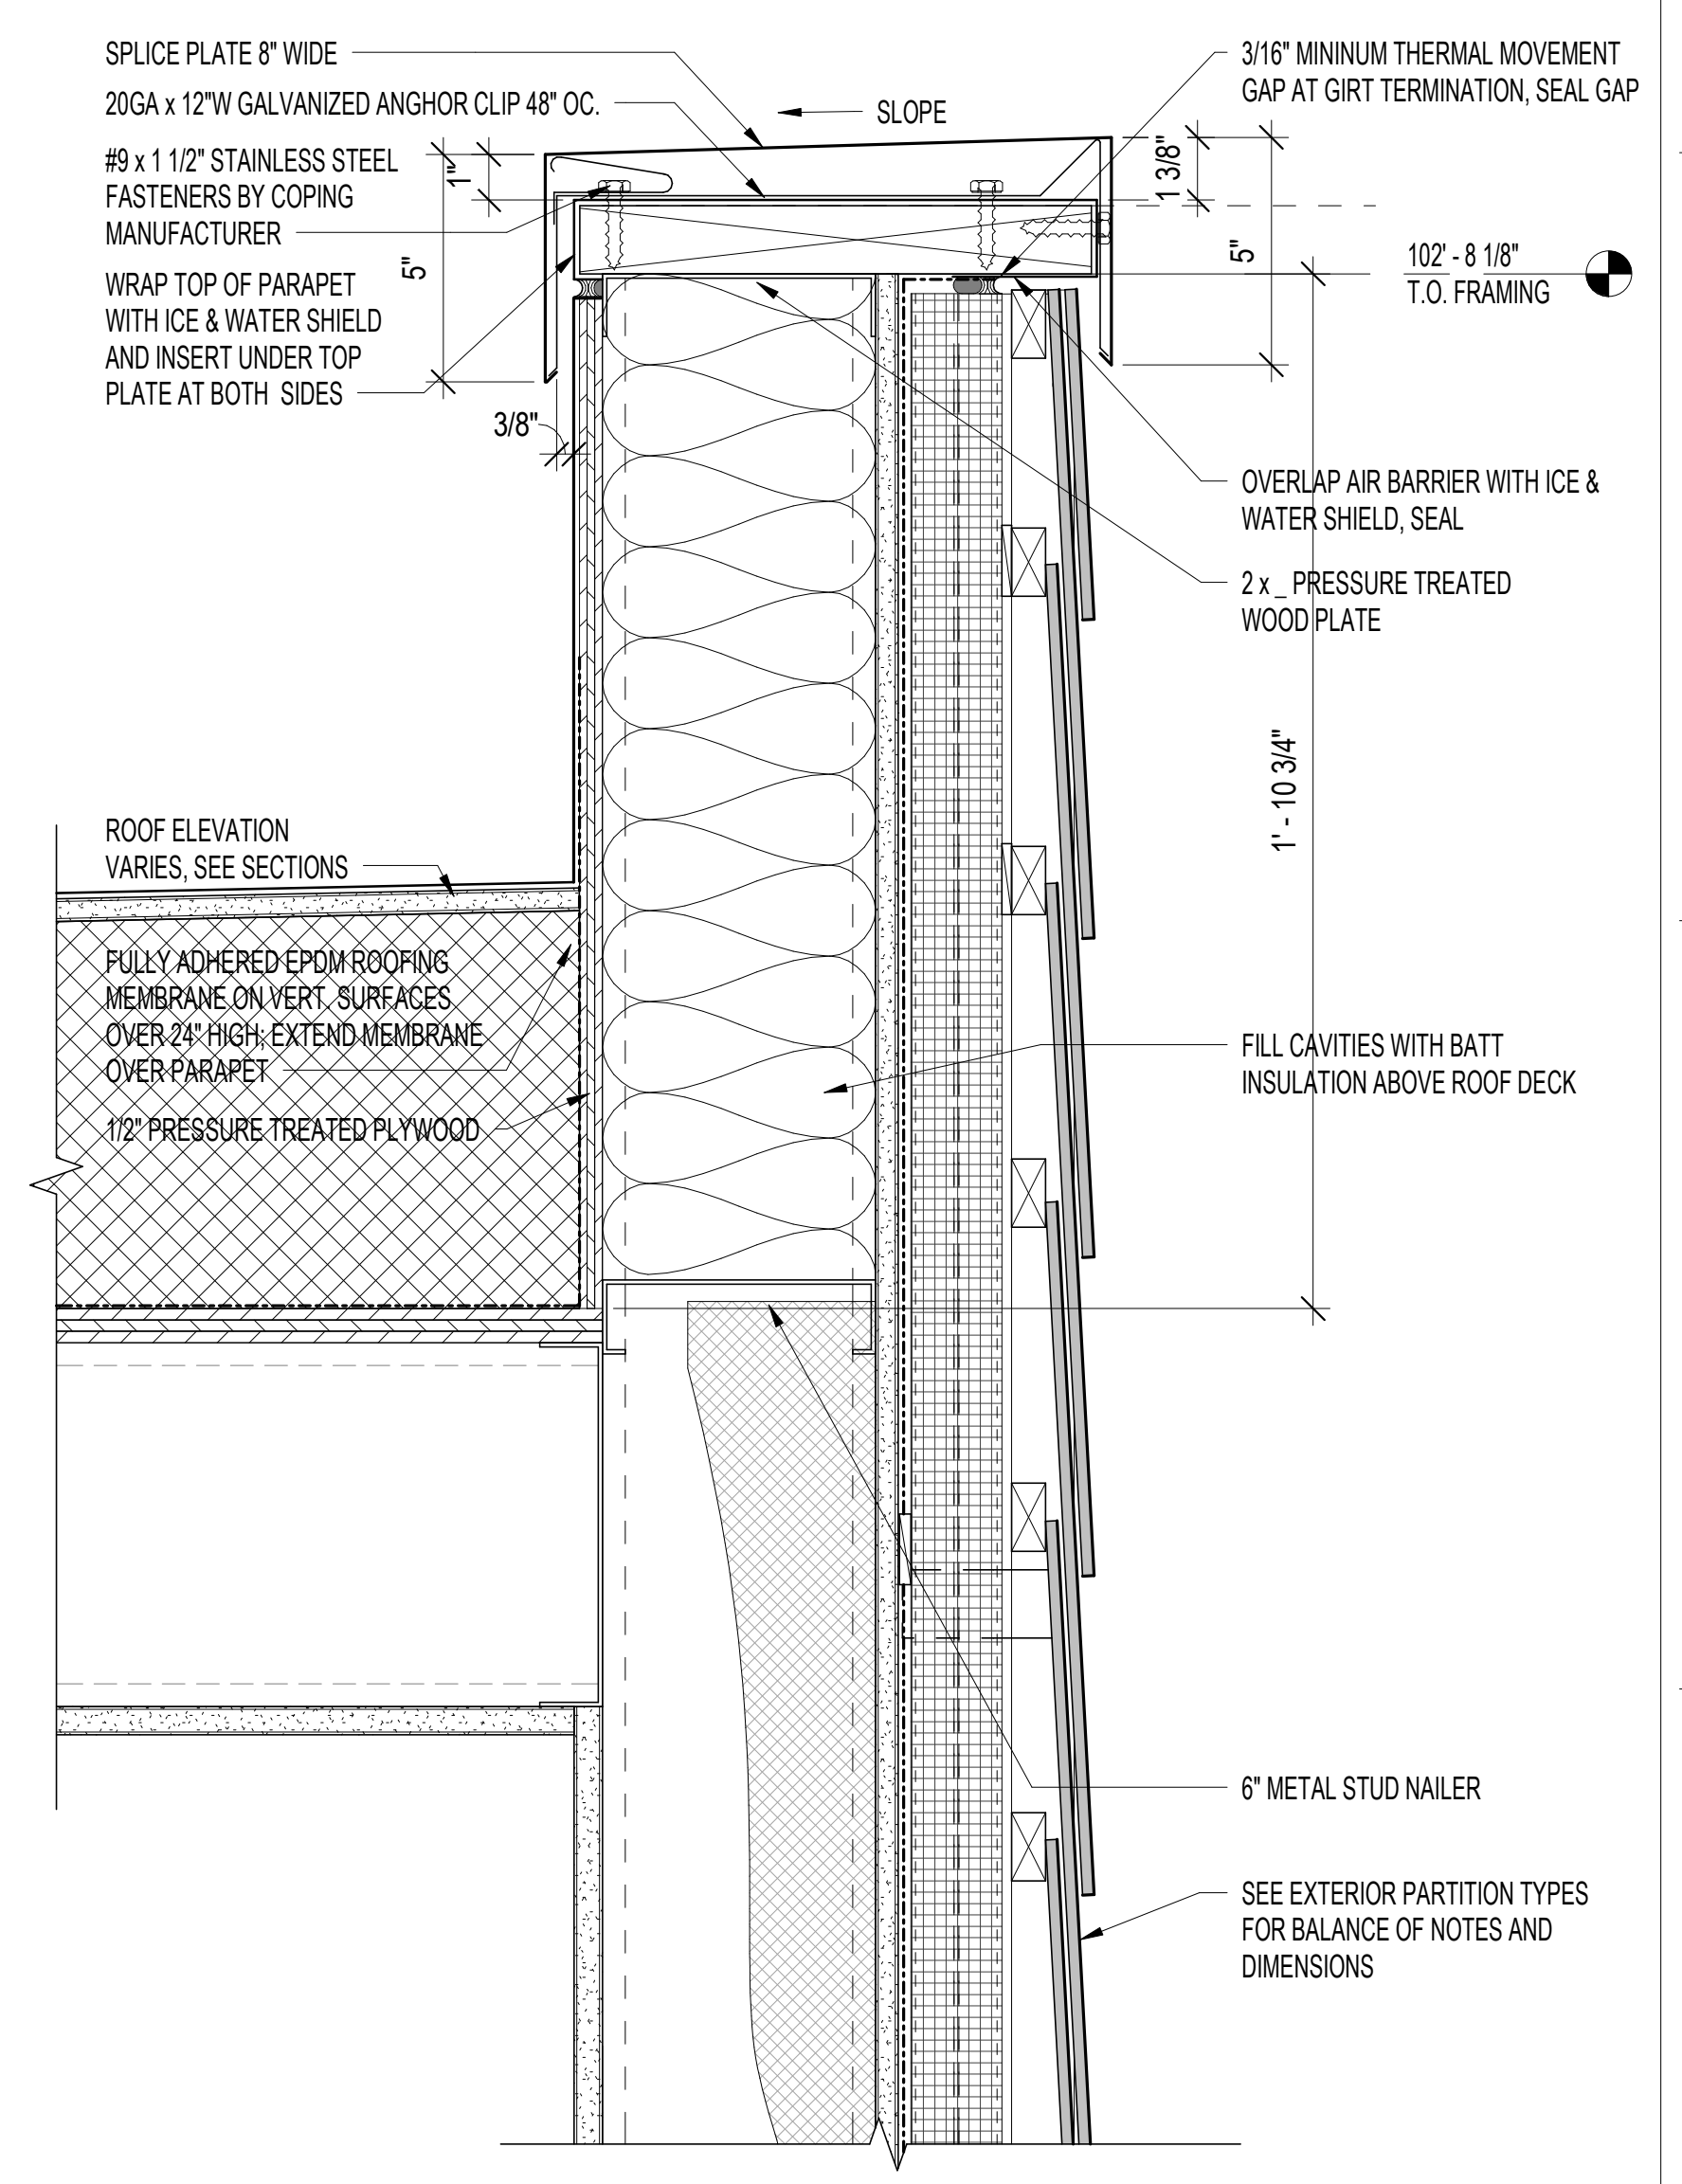 SPLICE PLATE 8" WIDE
20GA x 12"W GALVANIZED ANGHOR CLIP 48" OC.
#9 x 1 1/2" STAINLESS STEEL
FASTENERS BY COPING
MANUFACTURER
WRAP TOP OF PARAPET
WITH ICE & WATER SHIELD
AND INSERT UNDER TOP
PLATE AT BOTH SIDES
SLOPE
1"
5"
3/8"
1 3/8"
5"
3/16" MININUM THERMAL MOVEMENT
GAP AT GIRT TERMINATION, SEAL GAP
102' - 8 1/8"
T.O. FRAMING
OVERLAP AIR BARRIER WITH ICE &
WATER SHIELD, SEAL
2 x _ PRESSURE TREATED
WOOD PLATE
1' - 10 3/4"
ROOF ELEVATION
VARIES, SEE SECTIONS
FULLY ADHERED EPDM ROOFING
MEMBRANE ON VERT. SURFACES
OVER 24" HIGH; EXTEND MEMBRANE
OVER PARAPET
1/2" PRESSURE TREATED PLYWOOD
FILL CAVITIES WITH BATT
INSULATION ABOVE ROOF DECK
6" METAL STUD NAILER
SEE EXTERIOR PARTITION TYPES
FOR BALANCE OF NOTES AND
DIMENSIONS